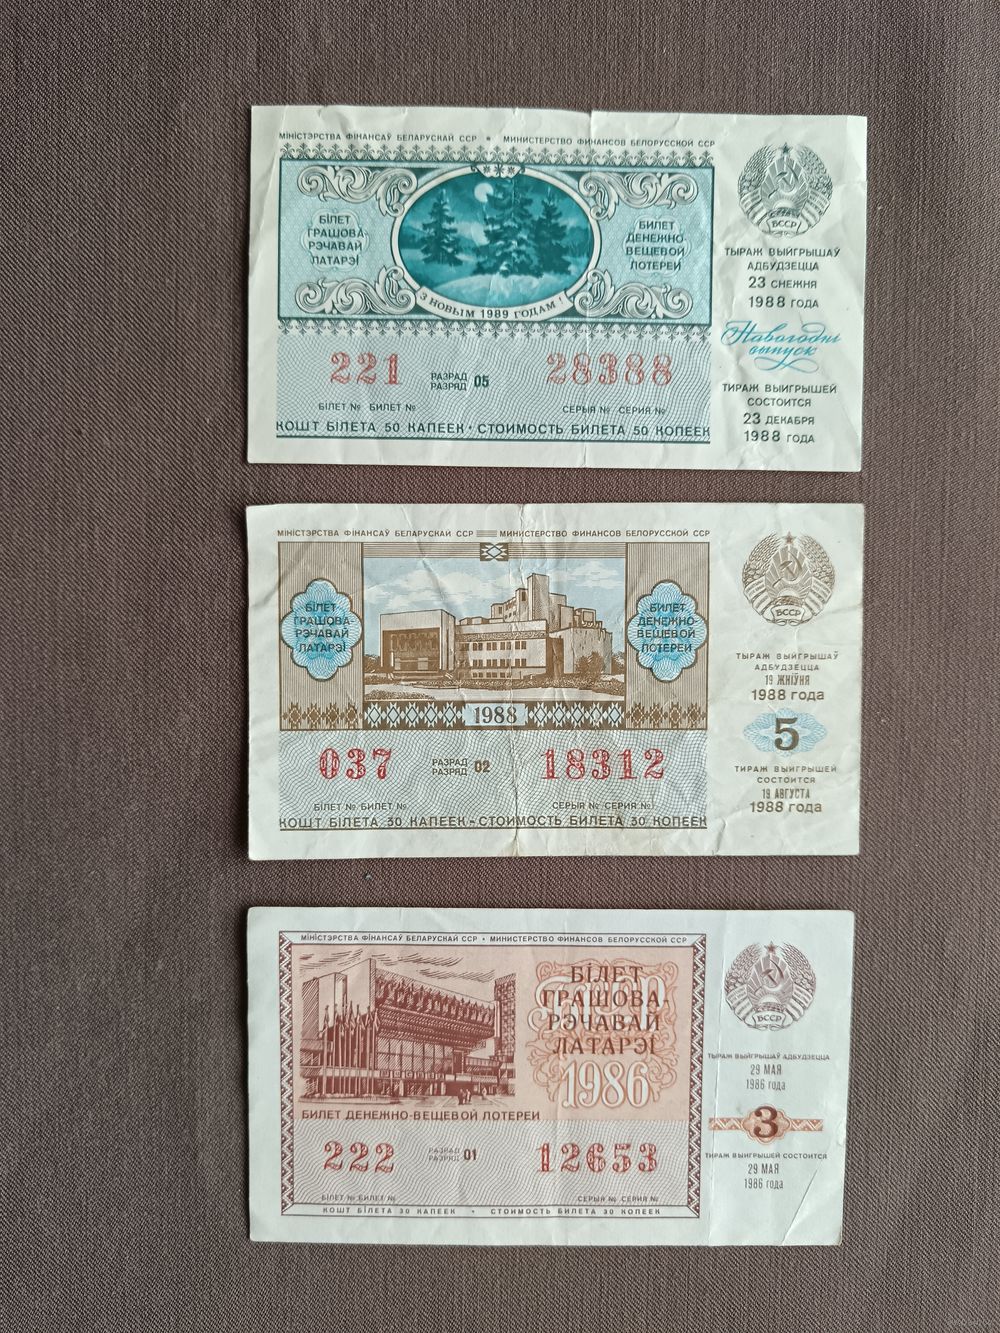 МІНІСТЭРСТВА ФІНАНСАЎ БЕЛАРУСКАЙ ССР * МИНИСТЕРСТВО ФИНАНСОВ БЕЛОРУССКОЙ ССР
БІЛЕТ
ГРАШОВА-
РЭЧАВАЙ
ЛАТАРЭІ
З НОВЫМ 1989 ГОДАМ!
БИЛЕТ
ДЕНЕЖНО-
ВЕЩЕВОЙ
ЛОТЕРЕИ
221
РАЗРАД
РАЗРЯД 05
28388
БІЛЕТ № БИЛЕТ №
СЕРЫЯ № СЕРИЯ №
КОШТ БІЛЕТА 50 КАПЕЕК • СТОИМОСТЬ БИЛЕТА 50 КОПЕЕК
БССР
ТЫРАЖ ВЫЙГРЫШАЎ
АДБУДЗЕЦЦА
23 СНЕЖНЯ
1988 ГОДА
Навагодні
выпуск
ТИРАЖ ВЫИГРЫШЕЙ
СОСТОИТСЯ
23 ДЕКАБРЯ
1988 ГОДА
МІНІСТЭРСТВА ФІНАНСАЎ БЕЛАРУСКАЙ ССР МИНИСТЕРСТВО ФИНАНСОВ БЕЛОРУССКОЙ ССР
БІЛЕТ
ГРАШОВА-
РЭЧАВАЙ
ЛАТАРЭІ
БИЛЕТ
ДЕНЕЖНО-
ВЕЩЕВОЙ
ЛОТЕРЕИ
1988
037
РАЗРАД
РАЗРЯД 02
18312
БІЛЕТ № БИЛЕТ №
СЕРЫЯ № СЕРИЯ №
КОШТ БІЛЕТА 30 КАПЕЕК - СТОИМОСТЬ БИЛЕТА 30 КОПЕЕК
БССР
ТЫРАЖ ВЫЙГРЫШАЎ
АДБУДЗЕЦЦА
19 ЖНІЎНЯ
1988 года
5
ТИРАЖ ВЫИГРЫШЕЙ
СОСТОИТСЯ
19 АВГУСТА
1988 года
МІНІСТЭРСТВА ФІНАНСАЎ БЕЛАРУСКАЙ ССР • МИНИСТЕРСТВО ФИНАНСОВ БЕЛОРУССКОЙ ССР
БІЛЕТ
ГРАШОВА-
РЭЧАВАЙ
ЛАТАРЭІ
1986
БИЛЕТ ДЕНЕЖНО-ВЕЩЕВОЙ ЛОТЕРЕИ
222
РАЗРАД
РАЗРЯД 01
12653
БІЛЕТ № БИЛЕТ №
СЕРЫЯ № СЕРИЯ №
КОШТ БІЛЕТА 30 КАПЕЕК • СТОИМОСТЬ БИЛЕТА 30 КОПЕЕК
БССР
ТЫРАЖ ВЫЙГРЫШАЎ АДБУДЗЕЦЦА
29 МАЯ
1986 года
3
ТИРАЖ ВЫИГРЫШЕЙ СОСТОИТСЯ
29 МАЯ
1986 года